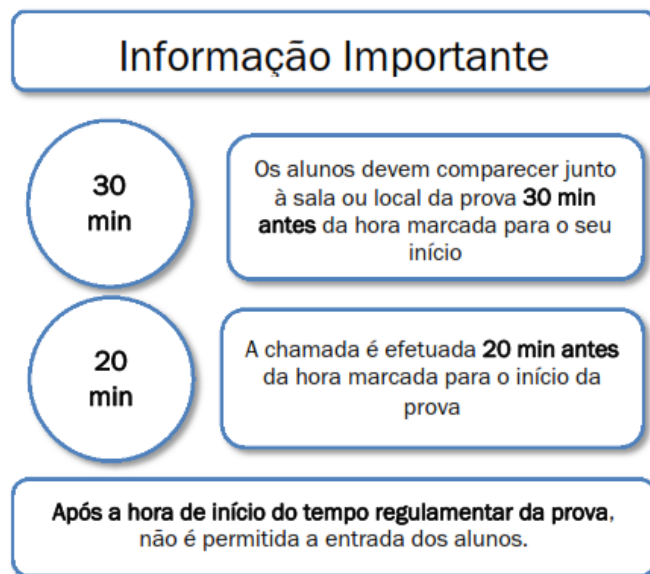 Informação Importante
30
min
Os alunos devem comparecer junto
à sala ou local da prova 30 min
antes da hora marcada para o seu
início
20
min
A chamada é efetuada 20 min antes
da hora marcada para o início da
prova
Após a hora de início do tempo regulamentar da prova,
não é permitida a entrada dos alunos.